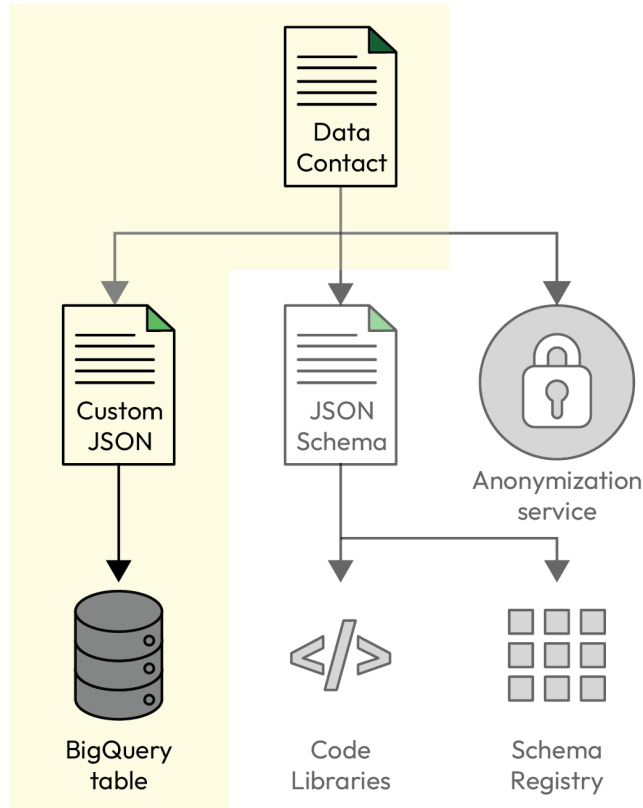 Data
Contact
Custom
JSON
JSON
Schema
Anonymization
service
BigQuery
table
Code
Libraries
Schema
Registry